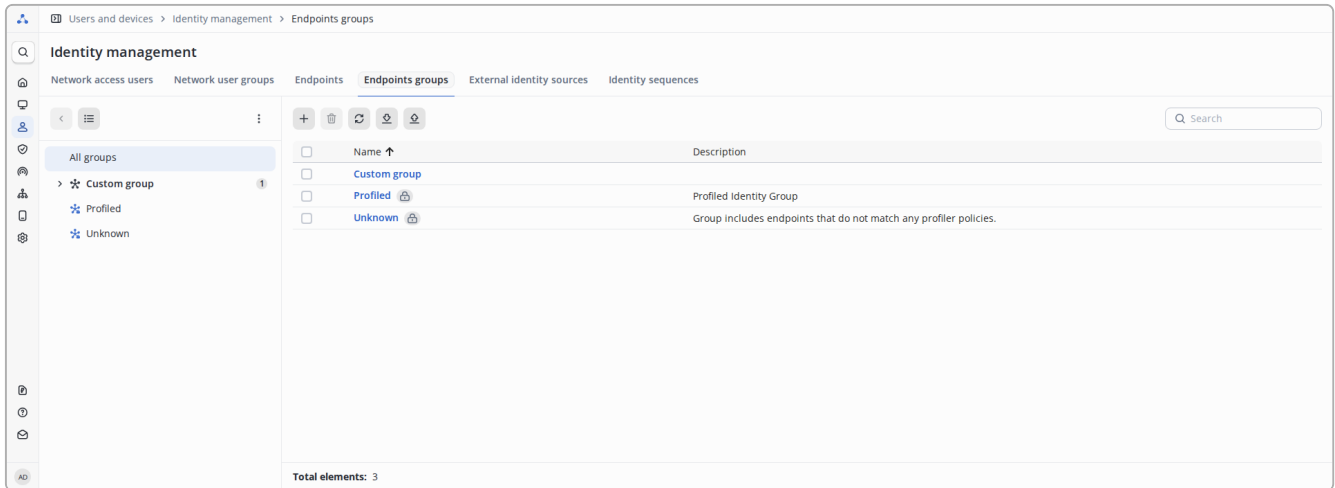 Users and devices > Identity management > Endpoints groups
Identity management
Network access users Network user groups Endpoints Endpoints groups External identity sources Identity sequences
Search
All groups
Custom group 1
Profiled
Unknown
Name Description
Custom group
Profiled Profiled Identity Group
Unknown Group includes endpoints that do not match any profiler policies.
Total elements: 3
AD